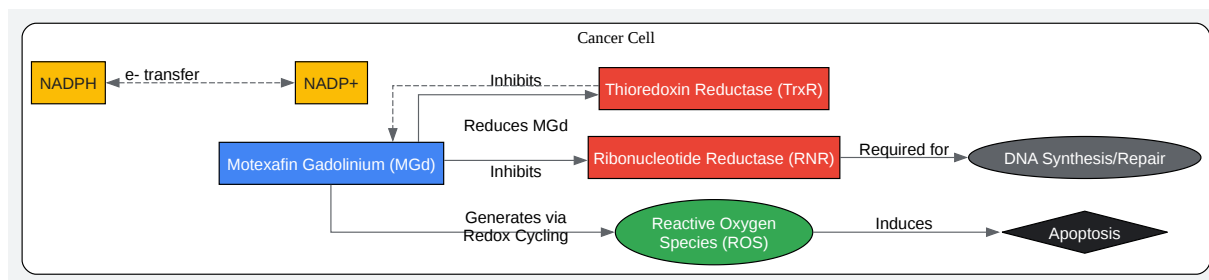 Cancer Cell
NADPH
e- transfer
NADP+
Inhibits
Thioredoxin Reductase (TrxR)
Reduces MGd
Motexafin Gadolinium (MGd)
Inhibits
Ribonucleotide Reductase (RNR)
Required for
DNA Synthesis/Repair
Generates via
Redox Cycling
Reactive Oxygen
Species (ROS)
Induces
Apoptosis